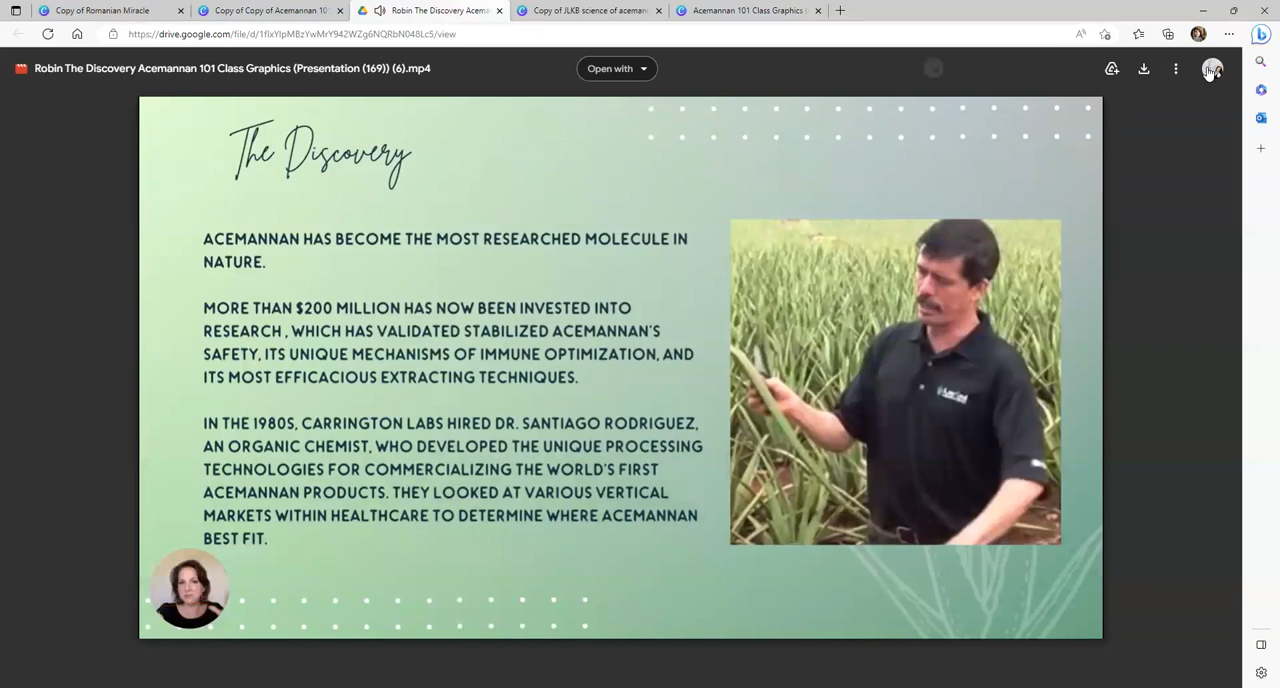 Copy of Romanian Miracle
Copy of Copy of Acemannan 10
Robin The Discovery Acema
Copy of JLKB science of aceman
Acemannan 101 Class Graphics
https://drive.google.com/file/d/1flxYlpMBzYwMrY942WZg6NQRbN048Lc5/view
Robin The Discovery Acemannan 101 Class Graphics (Presentation (169)) (6).mp4
Open with
The Discovery
ACEMANNAN HAS BECOME THE MOST RESEARCHED MOLECULE IN
NATURE.
MORE THAN $200 MILLION HAS NOW BEEN INVESTED INTO
RESEARCH , WHICH HAS VALIDATED STABILIZED ACEMANNAN'S
SAFETY, ITS UNIQUE MECHANISMS OF IMMUNE OPTIMIZATION, AND
ITS MOST EFFICACIOUS EXTRACTING TECHNIQUES.
IN THE 1980S, CARRINGTON LABS HIRED DR. SANTIAGO RODRIGUEZ,
AN ORGANIC CHEMIST, WHO DEVELOPED THE UNIQUE PROCESSING
TECHNOLOGIES FOR COMMERCIALIZING THE WORLD'S FIRST
ACEMANNAN PRODUCTS. THEY LOOKED AT VARIOUS VERTICAL
MARKETS WITHIN HEALTHCARE TO DETERMINE WHERE ACEMANNAN
BEST FIT.